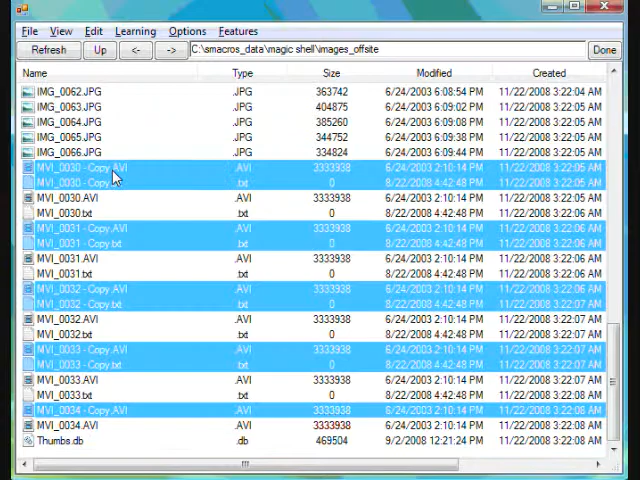 File View Edit Learning Options Features
Refresh Up <- -> C:\smacros_data\magic shell\images_offsite Done
Name Type Size Modified Created
IMG_0062.JPG .JPG 363742 6/24/2003 6:08:54 PM 11/22/2008 3:22:04 AM
IMG_0063.JPG .JPG 404875 6/24/2003 6:09:02 PM 11/22/2008 3:22:05 AM
IMG_0064.JPG .JPG 385260 6/24/2003 6:09:08 PM 11/22/2008 3:22:05 AM
IMG_0065.JPG .JPG 344752 6/24/2003 6:09:38 PM 11/22/2008 3:22:05 AM
IMG_0066.JPG .JPG 334824 6/24/2003 6:09:44 PM 11/22/2008 3:22:05 AM
MVI_0030 - Copy.AVI .AVI 3333938 6/24/2003 2:10:14 PM 11/22/2008 3:22:05 AM
MVI_0030 - Copy .txt 0 8/22/2008 4:42:48 PM 11/22/2008 3:22:05 AM
MVI_0030.AVI .AVI 3333938 6/24/2003 2:10:14 PM 11/22/2008 3:22:05 AM
MVI_0030.txt .txt 0 8/22/2008 4:42:48 PM 11/22/2008 3:22:05 AM
MVI_0031 - Copy.AVI .AVI 3333938 6/24/2003 2:10:14 PM 11/22/2008 3:22:06 AM
MVI_0031 - Copy.txt .txt 0 8/22/2008 4:42:48 PM 11/22/2008 3:22:06 AM
MVI_0031.AVI .AVI 3333938 6/24/2003 2:10:14 PM 11/22/2008 3:22:06 AM
MVI_0031.txt .txt 0 8/22/2008 4:42:48 PM 11/22/2008 3:22:06 AM
MVI_0032 - Copy.AVI .AVI 3333938 6/24/2003 2:10:14 PM 11/22/2008 3:22:06 AM
MVI_0032 - Copy.txt .txt 0 8/22/2008 4:42:48 PM 11/22/2008 3:22:07 AM
MVI_0032.AVI .AVI 3333938 6/24/2003 2:10:14 PM 11/22/2008 3:22:07 AM
MVI_0032.txt .txt 0 8/22/2008 4:42:48 PM 11/22/2008 3:22:07 AM
MVI_0033 - Copy.AVI .AVI 3333938 6/24/2003 2:10:14 PM 11/22/2008 3:22:07 AM
MVI_0033 - Copy.txt .txt 0 8/22/2008 4:42:48 PM 11/22/2008 3:22:07 AM
MVI_0033.AVI .AVI 3333938 6/24/2003 2:10:14 PM 11/22/2008 3:22:07 AM
MVI_0033.txt .txt 0 8/22/2008 4:42:48 PM 11/22/2008 3:22:08 AM
MVI_0034 - Copy.AVI .AVI 3333938 6/24/2003 2:10:14 PM 11/22/2008 3:22:08 AM
MVI_0034.AVI .AVI 3333938 6/24/2003 2:10:14 PM 11/22/2008 3:22:08 AM
Thumbs.db .db 469504 9/2/2008 12:21:24 PM 11/22/2008 3:22:08 AM